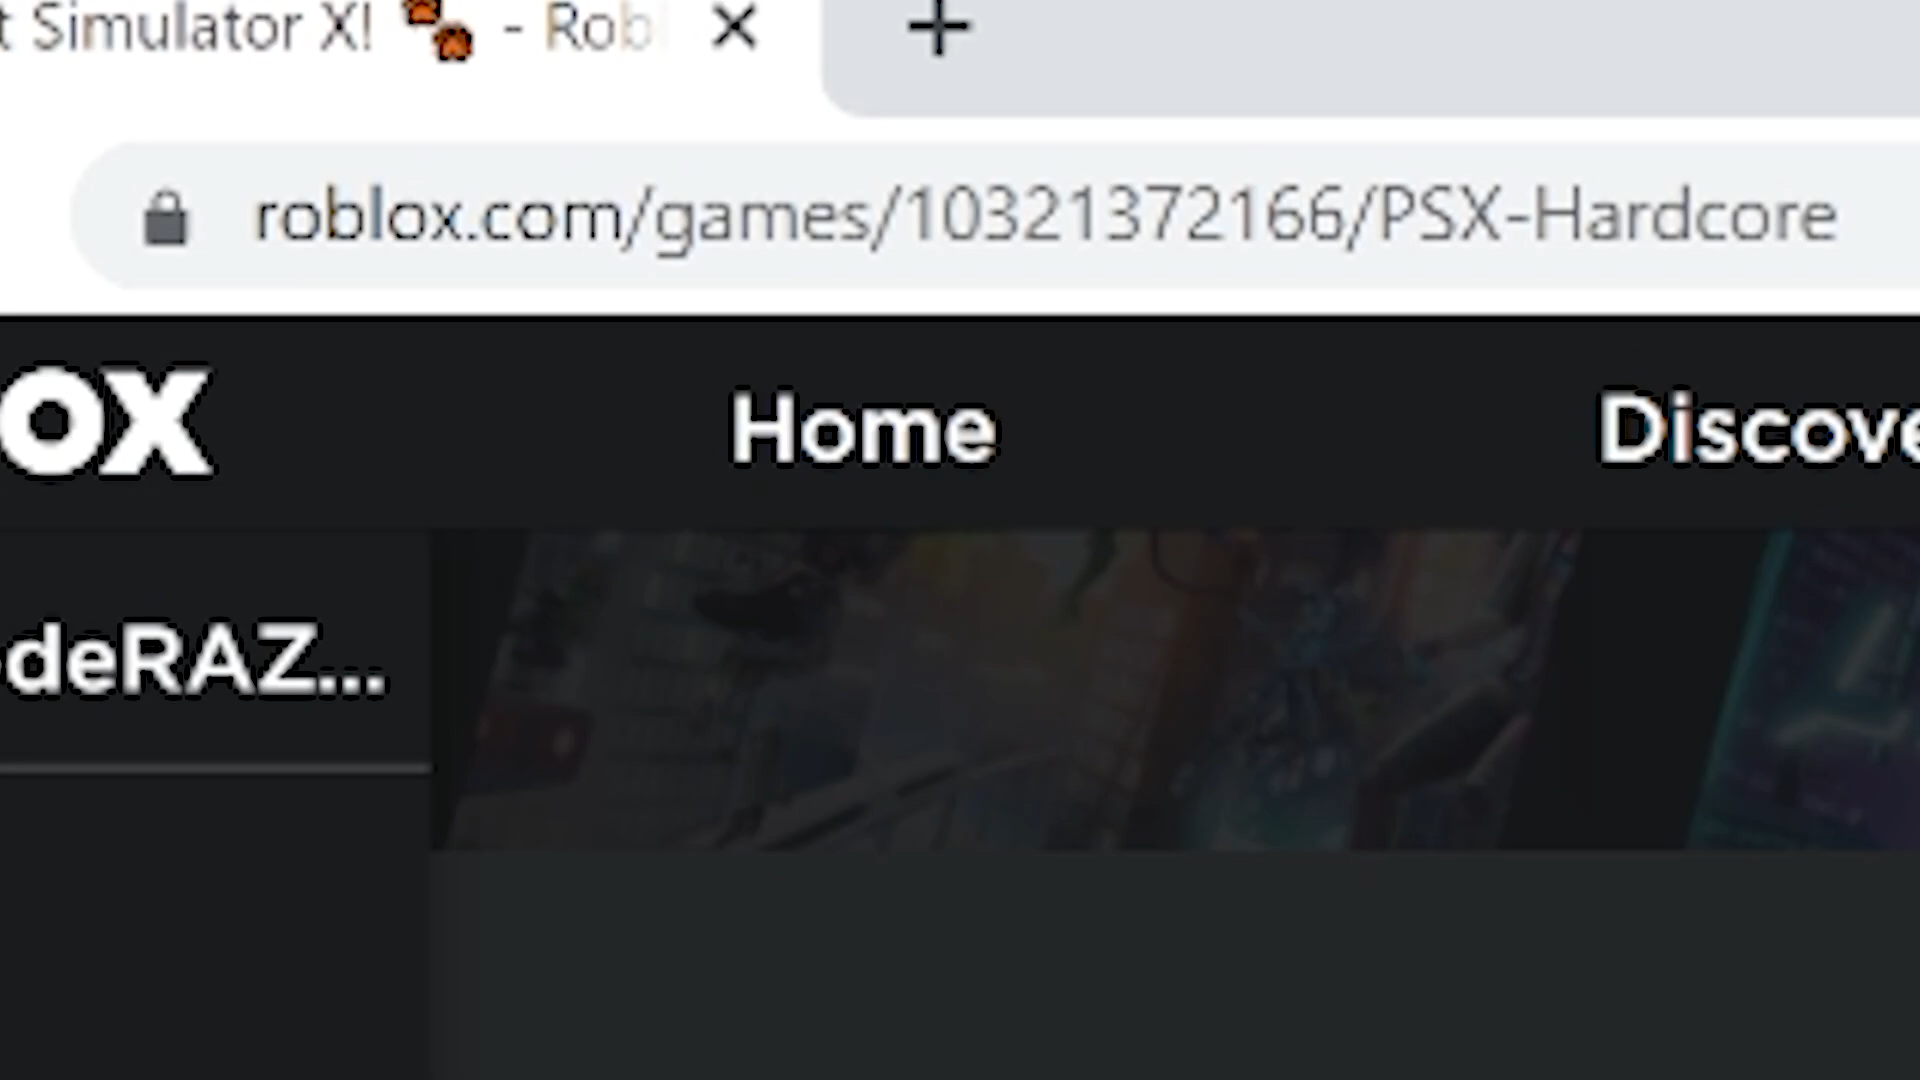 t Simulator X! 🐾 - Rob
roblox.com/games/10321372166/PSX-Hardcore
OX
Home
Discove
deRAZ...